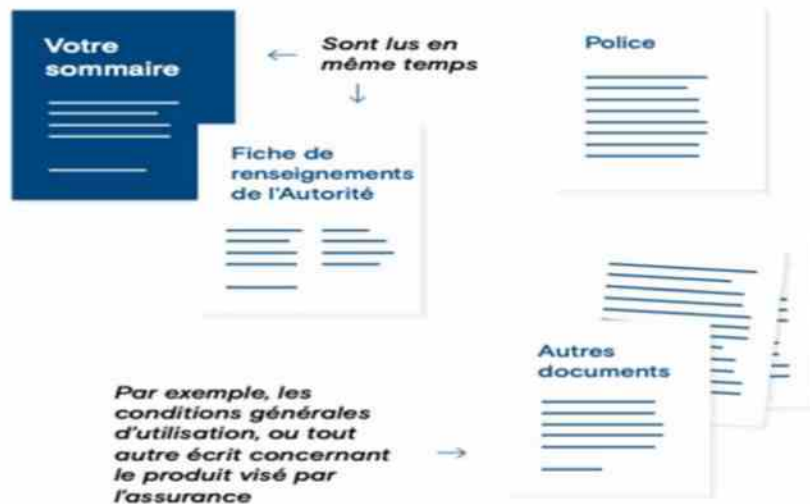 Votre
sommaire
Sont lus en
même temps
Police
Fiche de
renseignements
de l'Autorité
Autres
documents
Par exemple, les
conditions générales
d'utilisation, ou tout
autre écrit concernant
le produit visé par
l'assurance